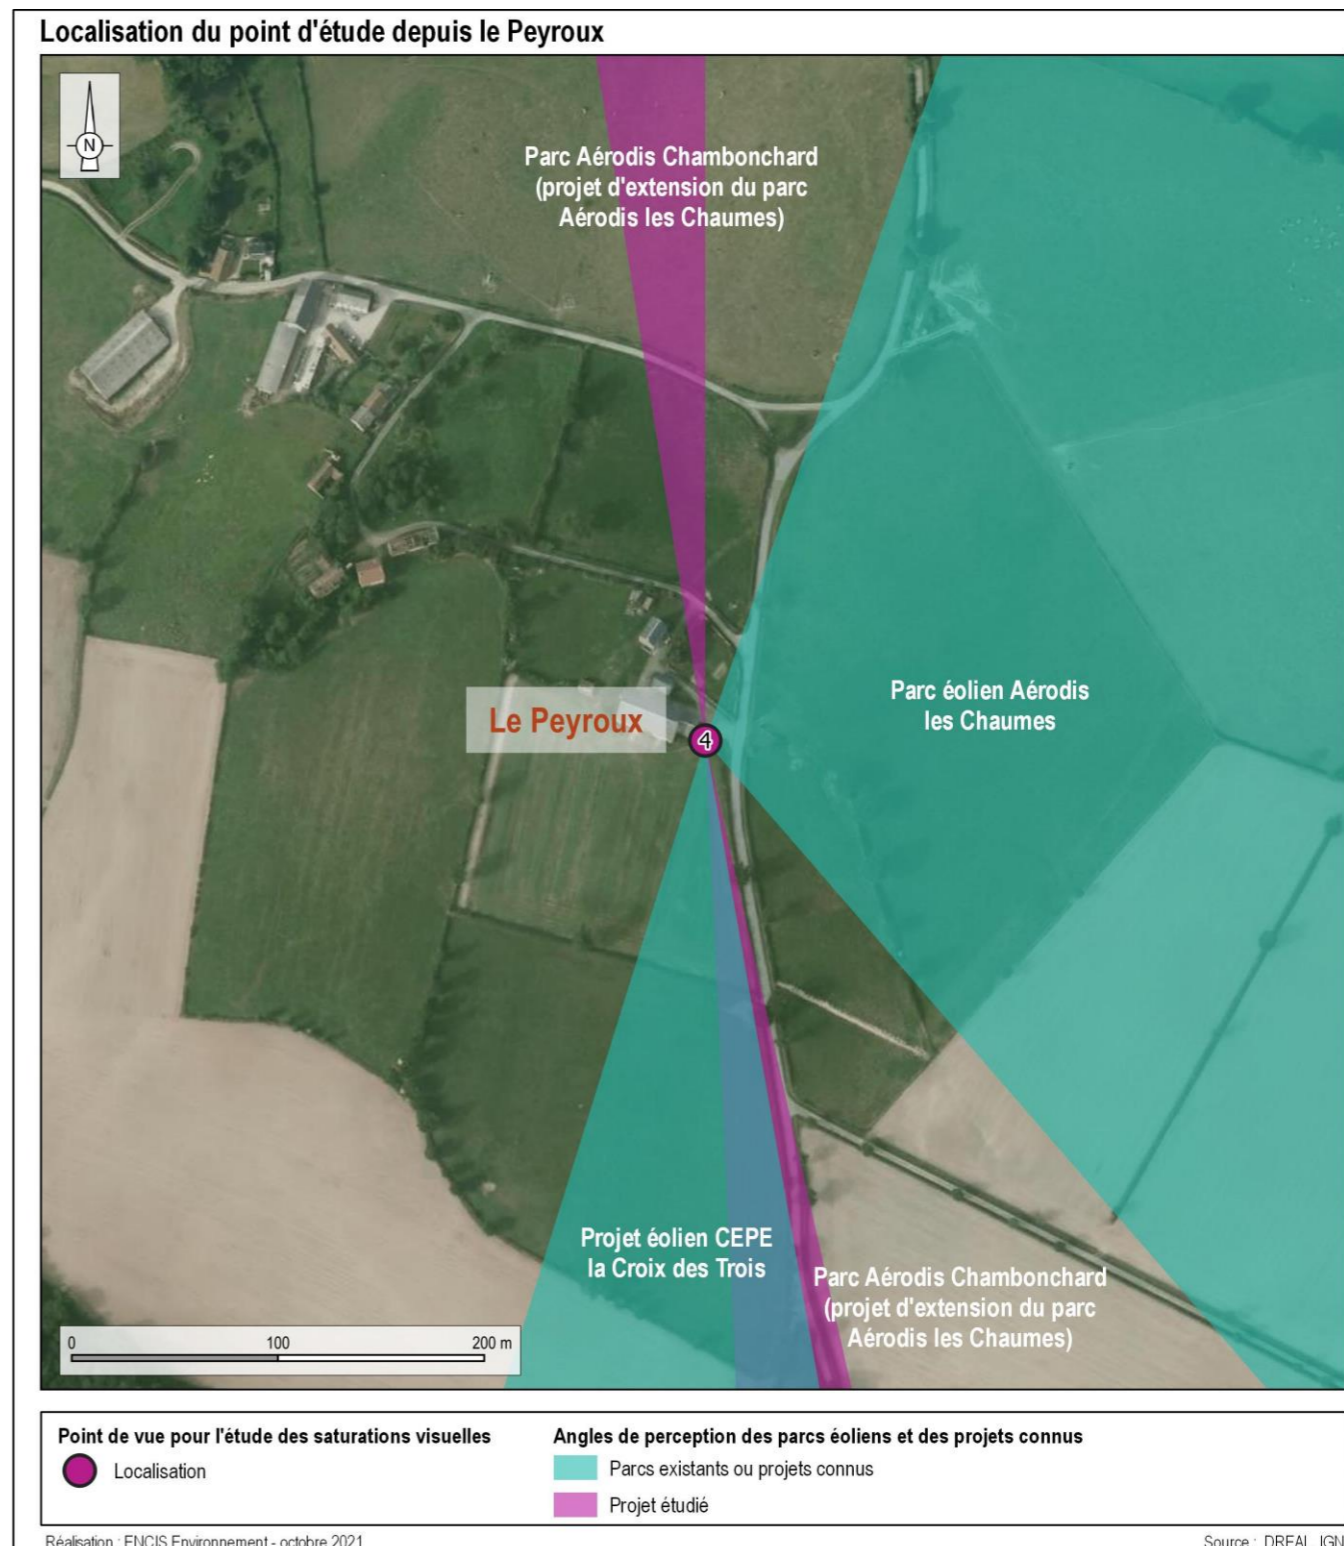 Localisation du point d'étude depuis le Peyroux
N
Parc Aérodis Chambonchard
(projet d'extension du parc
Aérodis les Chaumes)
Parc éolien Aérodis
les Chaumes
Le Peyroux
4
Projet éolien CEPE
la Croix des Trois
Parc Aérodis Chambonchard
(projet d'extension du parc
Aérodis les Chaumes)
0 100 200 m
Point de vue pour l'étude des saturations visuelles
Localisation
Angles de perception des parcs éoliens et des projets connus
Parcs existants ou projets connus
Projet étudié
Réalisation : ENCIS Environnement - octobre 2021
Source : DREAL, IGN